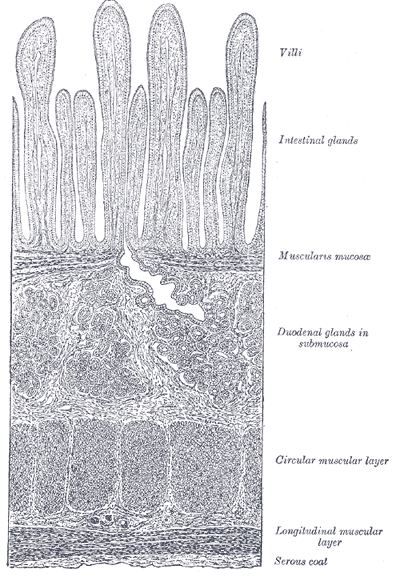 Villi
Intestinal glands
Muscularis mucosæ
Duodenal glands in
submucosa
Circular muscular layer
Longitudinal muscular
layer
Serous coat